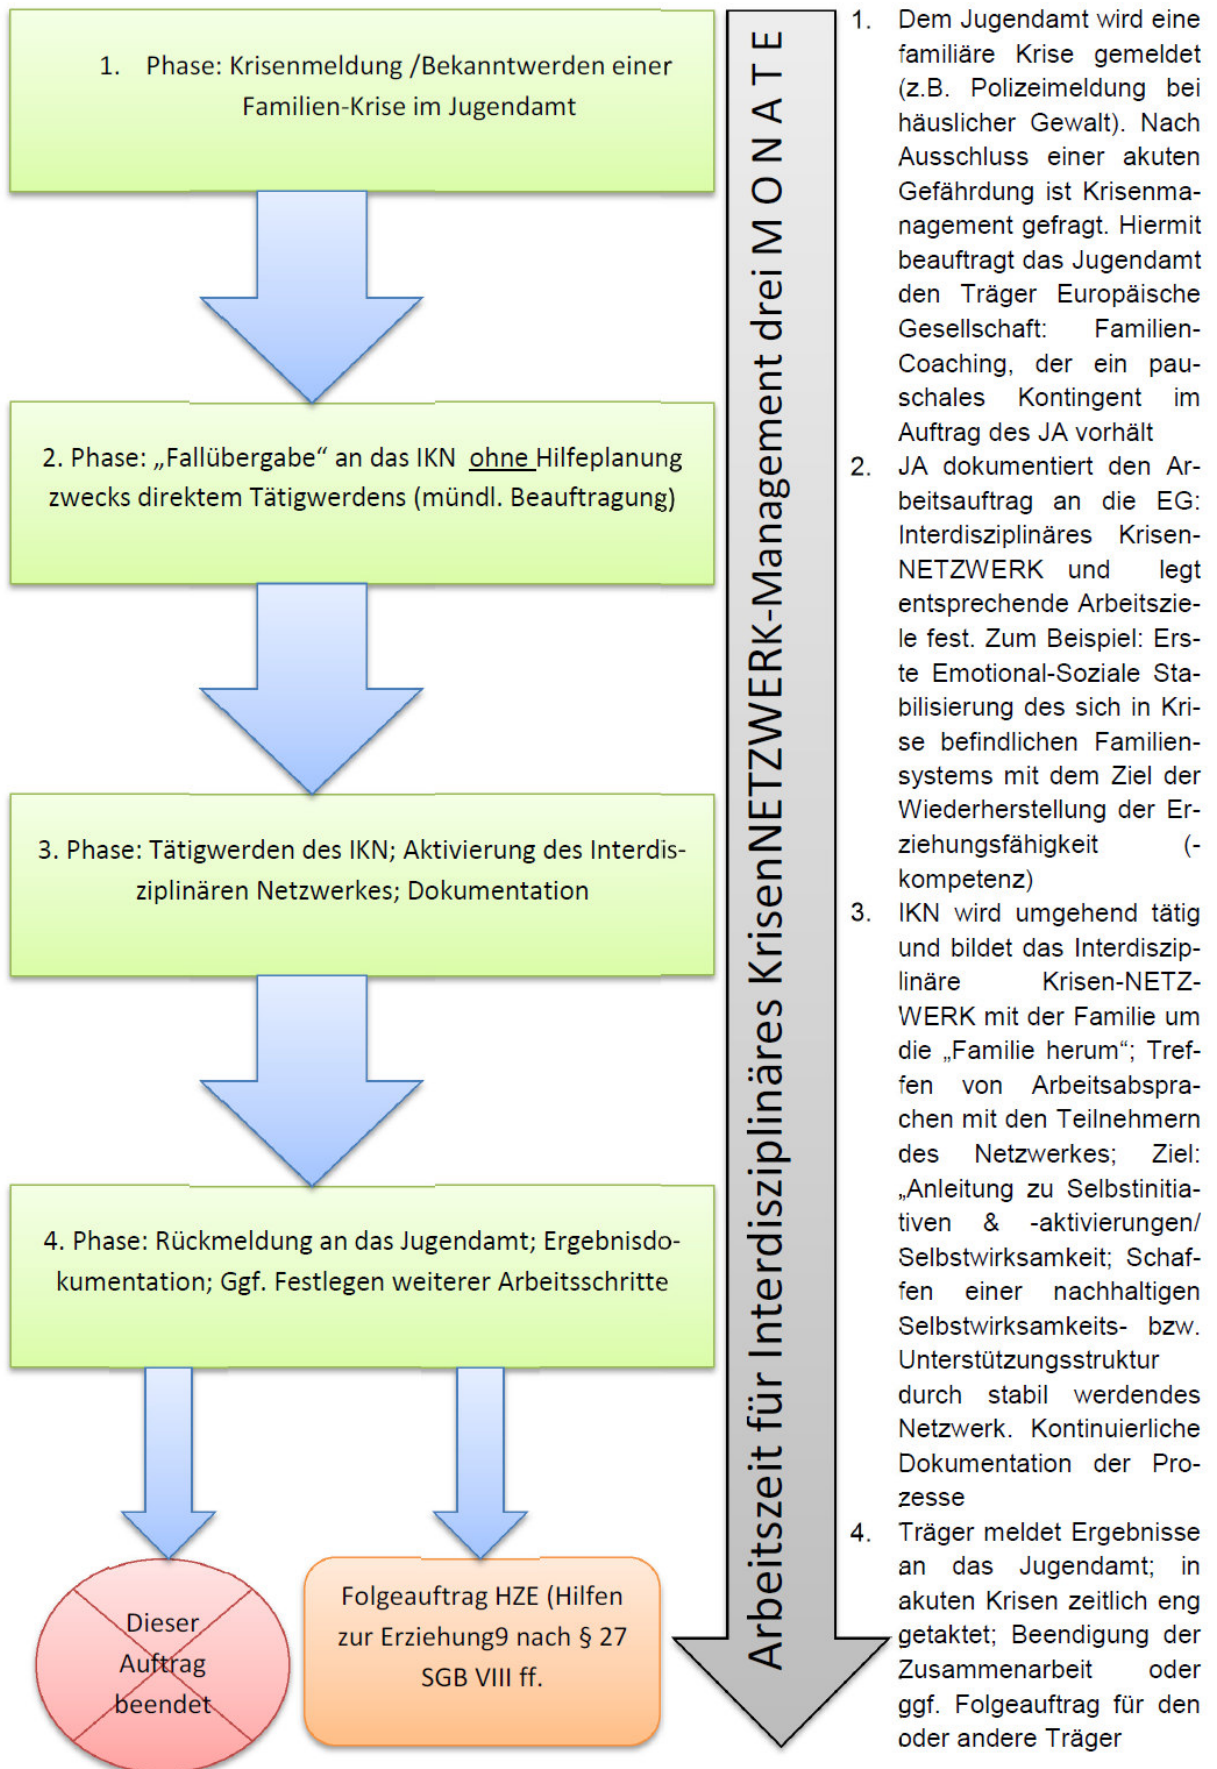 1. Phase: Krisenmeldung /Bekanntwerden einer
Familien-Krise im Jugendamt
2. Phase: „Fallübergabe“ an das IKN ohne Hilfeplanung
zwecks direktem Tätigwerdens (mündl. Beauftragung)
3. Phase: Tätigwerden des IKN; Aktivierung des Interdis-
ziplinären Netzwerkes; Dokumentation
4. Phase: Rückmeldung an das Jugendamt; Ergebnisdo-
kumentation; Ggf. Festlegen weiterer Arbeitsschritte
Dieser
Auftrag
beendet
Folgeauftrag HZE (Hilfen
zur Erziehung9 nach § 27
SGB VIII ff.
Arbeitszeit für Interdisziplinäres KrisenNETZWERK-Management drei M O N A T E
1. Dem Jugendamt wird eine
familiäre Krise gemeldet
(z.B. Polizeimeldung bei
häuslicher Gewalt). Nach
Ausschluss einer akuten
Gefährdung ist Krisenma-
nagement gefragt. Hiermit
beauftragt das Jugendamt
den Träger Europäische
Gesellschaft: Familien-
Coaching, der ein pau-
schales Kontingent im
Auftrag des JA vorhält
2. JA dokumentiert den Ar-
beitsauftrag an die EG:
Interdisziplinäres Krisen-
NETZWERK und legt
entsprechende Arbeitszie-
le fest. Zum Beispiel: Ers-
te Emotional-Soziale Sta-
bilisierung des sich in Kri-
se befindlichen Familien-
systems mit dem Ziel der
Wiederherstellung der Er-
ziehungsfähigkeit (-
kompetenz)
3. IKN wird umgehend tätig
und bildet das Interdiszip-
linäre Krisen-NETZ-
WERK mit der Familie um
die „Familie herum“; Tref-
fen von Arbeitsabspra-
chen mit den Teilnehmern
des Netzwerkes; Ziel:
„Anleitung zu Selbstinitia-
tiven & -aktivierungen/
Selbstwirksamkeit; Schaf-
fen einer nachhaltigen
Selbstwirksamkeits- bzw.
Unterstützungsstruktur
durch stabil werdendes
Netzwerk. Kontinuierliche
Dokumentation der Pro-
zesse
4. Träger meldet Ergebnisse
an das Jugendamt; in
akuten Krisen zeitlich eng
getaktet; Beendigung der
Zusammenarbeit oder
ggf. Folgeauftrag für den
oder andere Träger